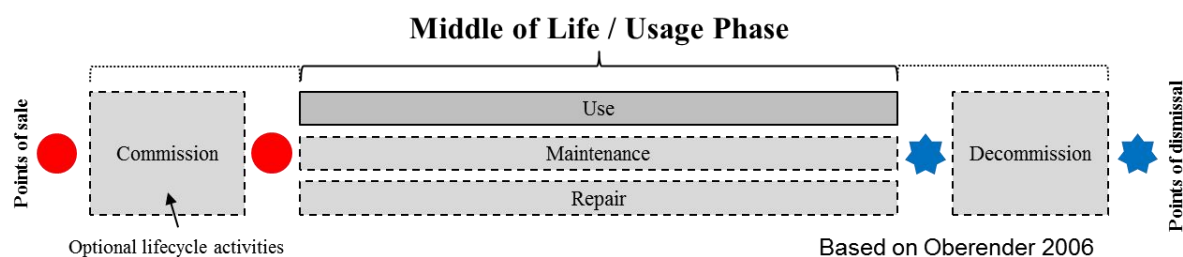 Middle of Life / Usage Phase
Points of sale
Commission
Use
Maintenance
Repair
Decommission
Points of dismissal
Optional lifecycle activities
Based on Oberender 2006